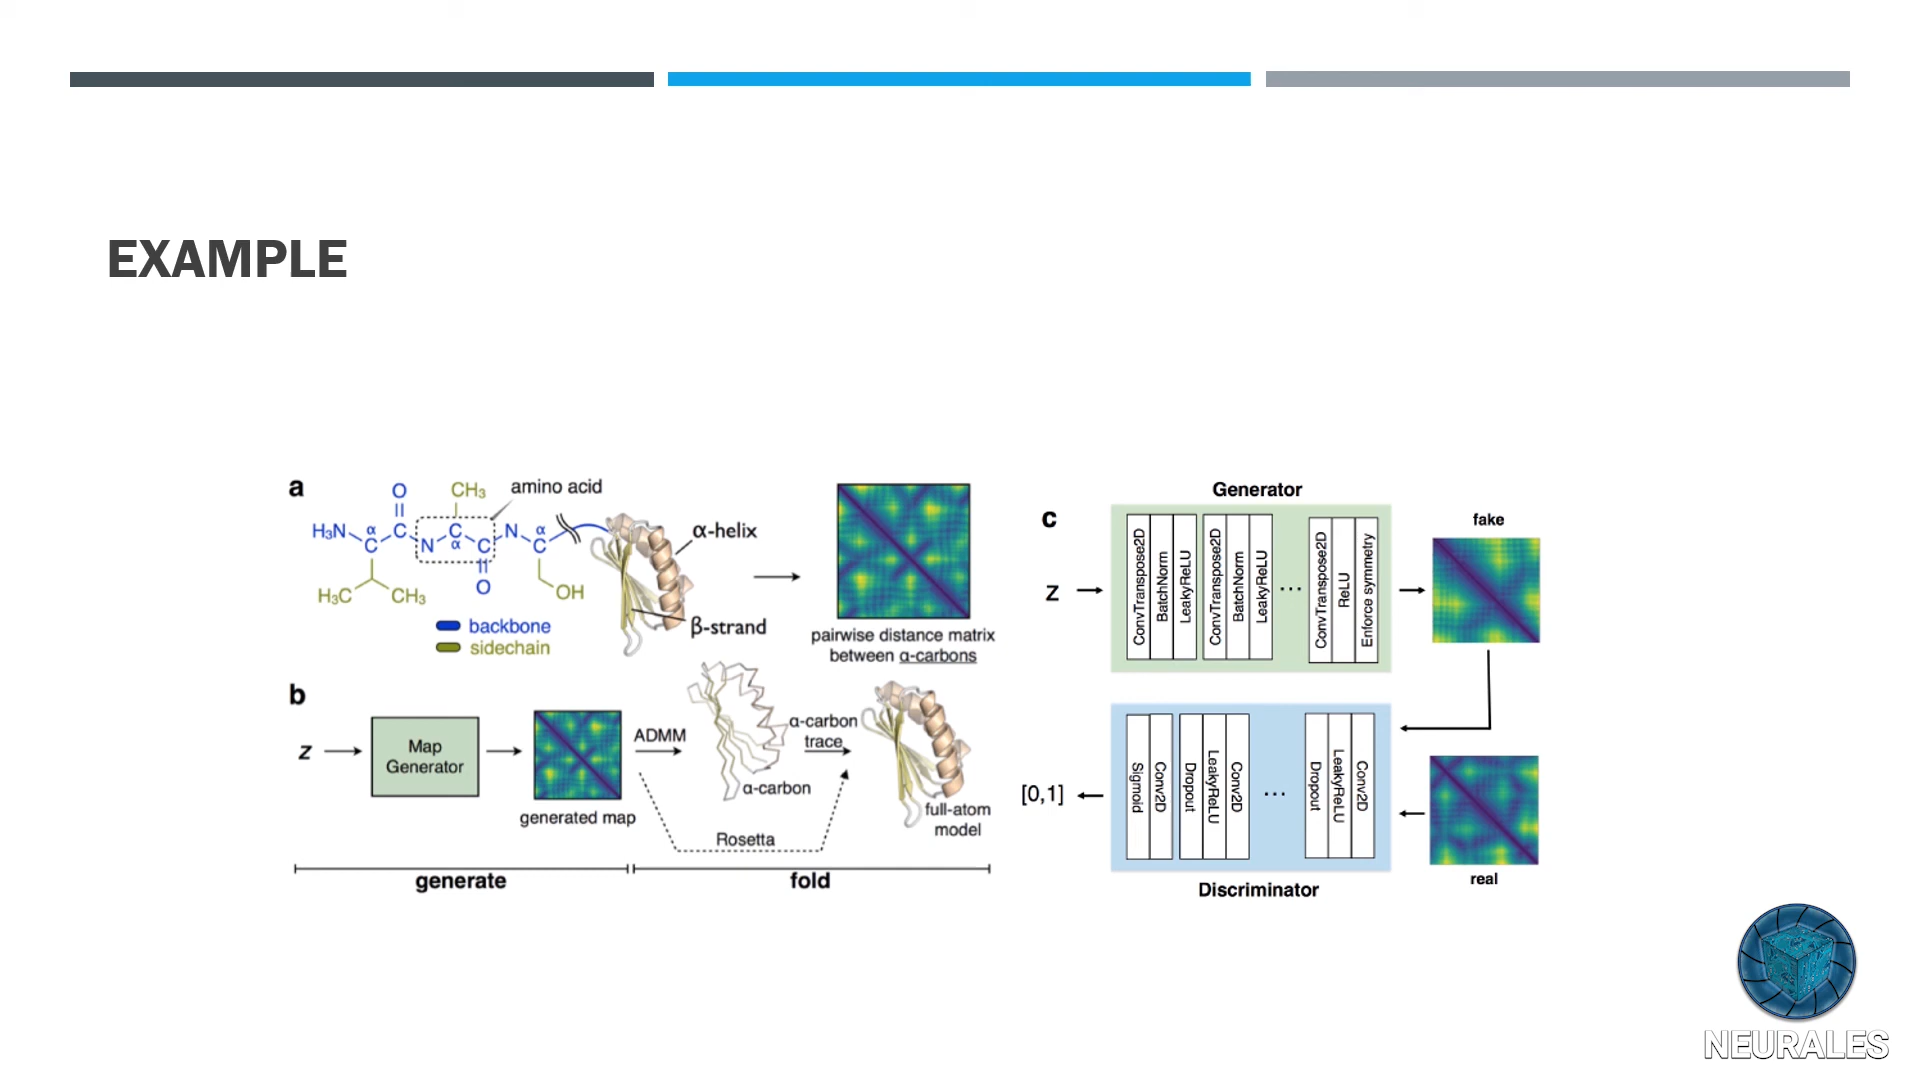 EXAMPLE
a
amino acid
O
CH₃
H₃N
α
C
C
N
C
α
C
N
α
C
O
H₃C
CH₃
OH
backbone
sidechain
α-helix
β-strand
pairwise distance matrix
between α-carbons
b
z
Map
Generator
generated map
ADMM
α-carbon
α-carbon
trace
Rosetta
full-atom
model
generate
fold
c
Generator
z
ConvTranspose2D
BatchNorm
LeakyReLU
ConvTranspose2D
BatchNorm
LeakyReLU
...
ConvTranspose2D
ReLU
Enforce symmetry
fake
[0,1]
Sigmoid
Conv2D
Dropout
LeakyReLU
Conv2D
...
Dropout
LeakyReLU
Conv2D
real
Discriminator
NEURALES